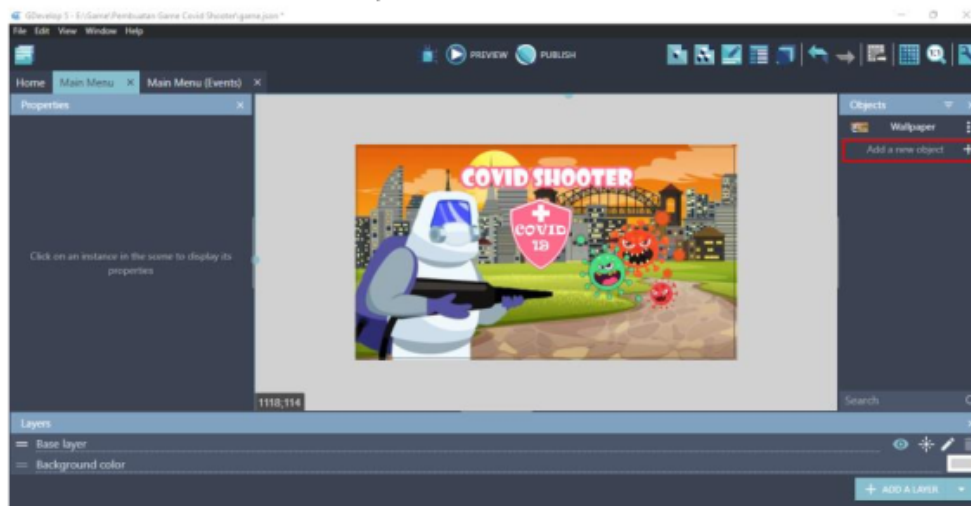 GDevelop 5 - E:\Game\Pembuatan Game Covid Shooter\game.json *
File Edit View Window Help
PREVIEW PUBLISH
Home Main Menu × Main Menu (Events) ×
Properties ×
Objects
Wallpaper
Add a new object +
COVID SHOOTER
COVID
19
Click on an instance in the scene to display its
properties
1118;114
Search
Layers
Base layer
Background color
+ ADD A LAYER